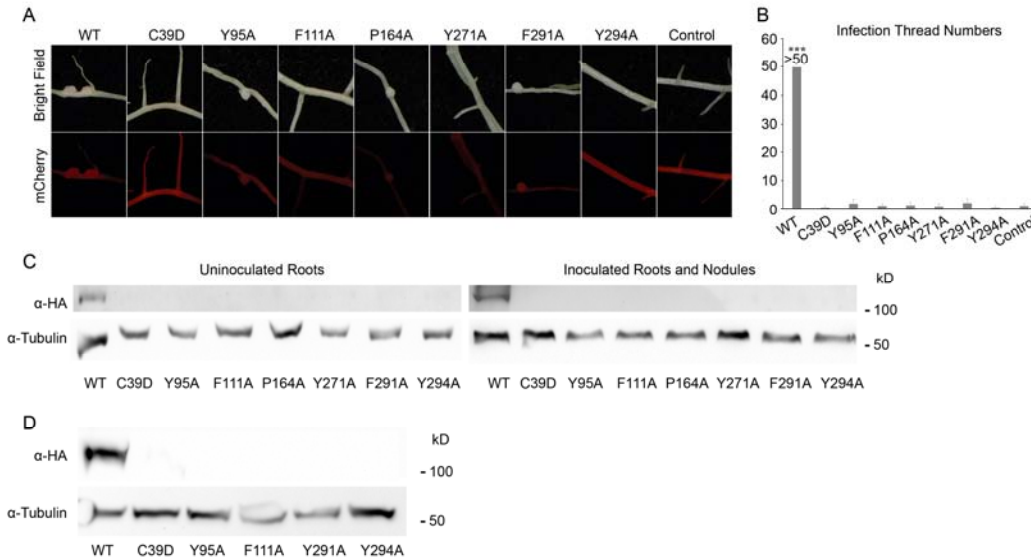 A
WT C39D Y95A F111A P164A Y271A F291A Y294A Control
Bright Field
mCherry
B
Infection Thread Numbers
60
50
40
30
20
10
0
***
>50
WT C39D Y95A F111A P164A Y271A F291A Y294A Control
C
Uninoculated Roots Inoculated Roots and Nodules
kD
α-HA
- 100
α-Tubulin
- 50
WT C39D Y95A F111A P164A Y271A F291A Y294A WT C39D Y95A F111A P164A Y271A F291A Y294A
D
kD
α-HA
- 100
α-Tubulin
- 50
WT C39D Y95A F111A Y291A Y294A